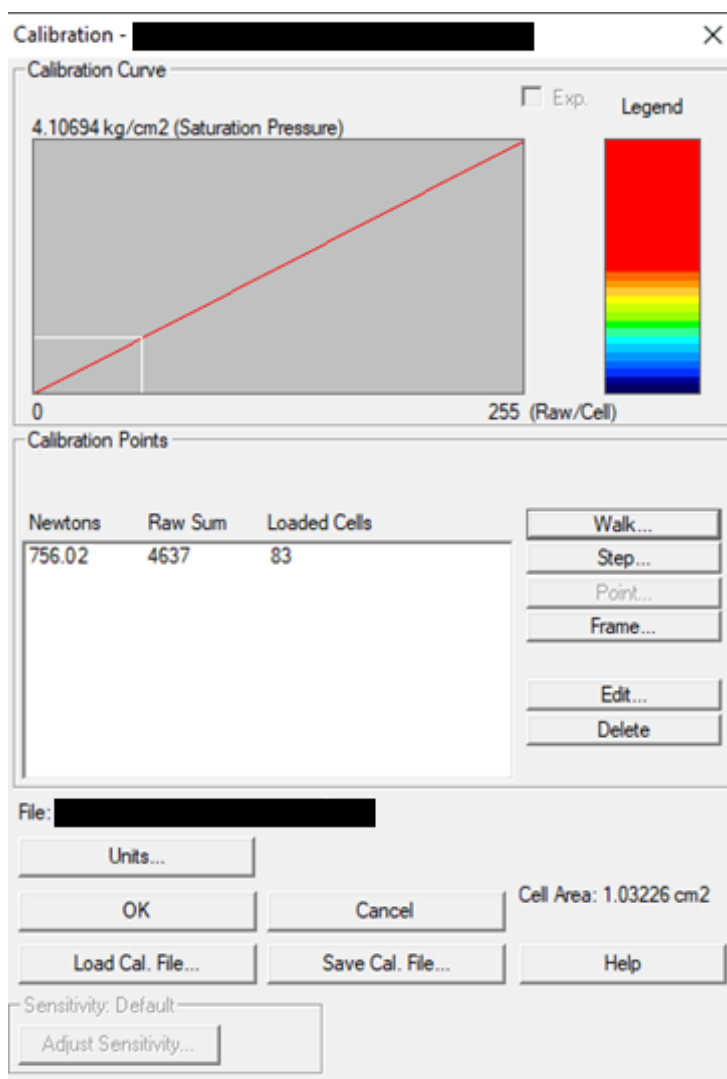 Calibration -
Calibration Curve
Exp.
Legend
4.10694 kg/cm2 (Saturation Pressure)
0
255 (Raw/Cell)
Calibration Points
Newtons Raw Sum Loaded Cells
756.02 4637 83
Walk...
Step...
Point...
Frame...
Edit...
Delete
File:
Units...
OK
Cancel
Cell Area: 1.03226 cm2
Load Cal. File...
Save Cal. File...
Help
Sensitivity: Default
Adjust Sensitivity...